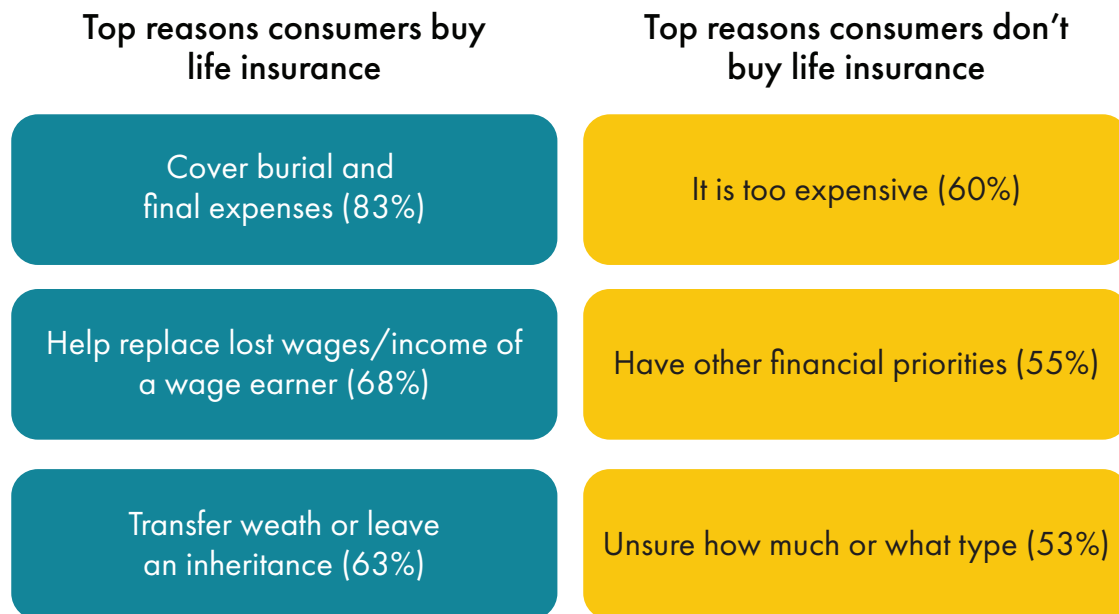 Top reasons consumers buy
life insurance
Cover burial and
final expenses (83%)
Help replace lost wages/income of
a wage earner (68%)
Transfer weath or leave
an inheritance (63%)
Top reasons consumers don’t
buy life insurance
It is too expensive (60%)
Have other financial priorities (55%)
Unsure how much or what type (53%)